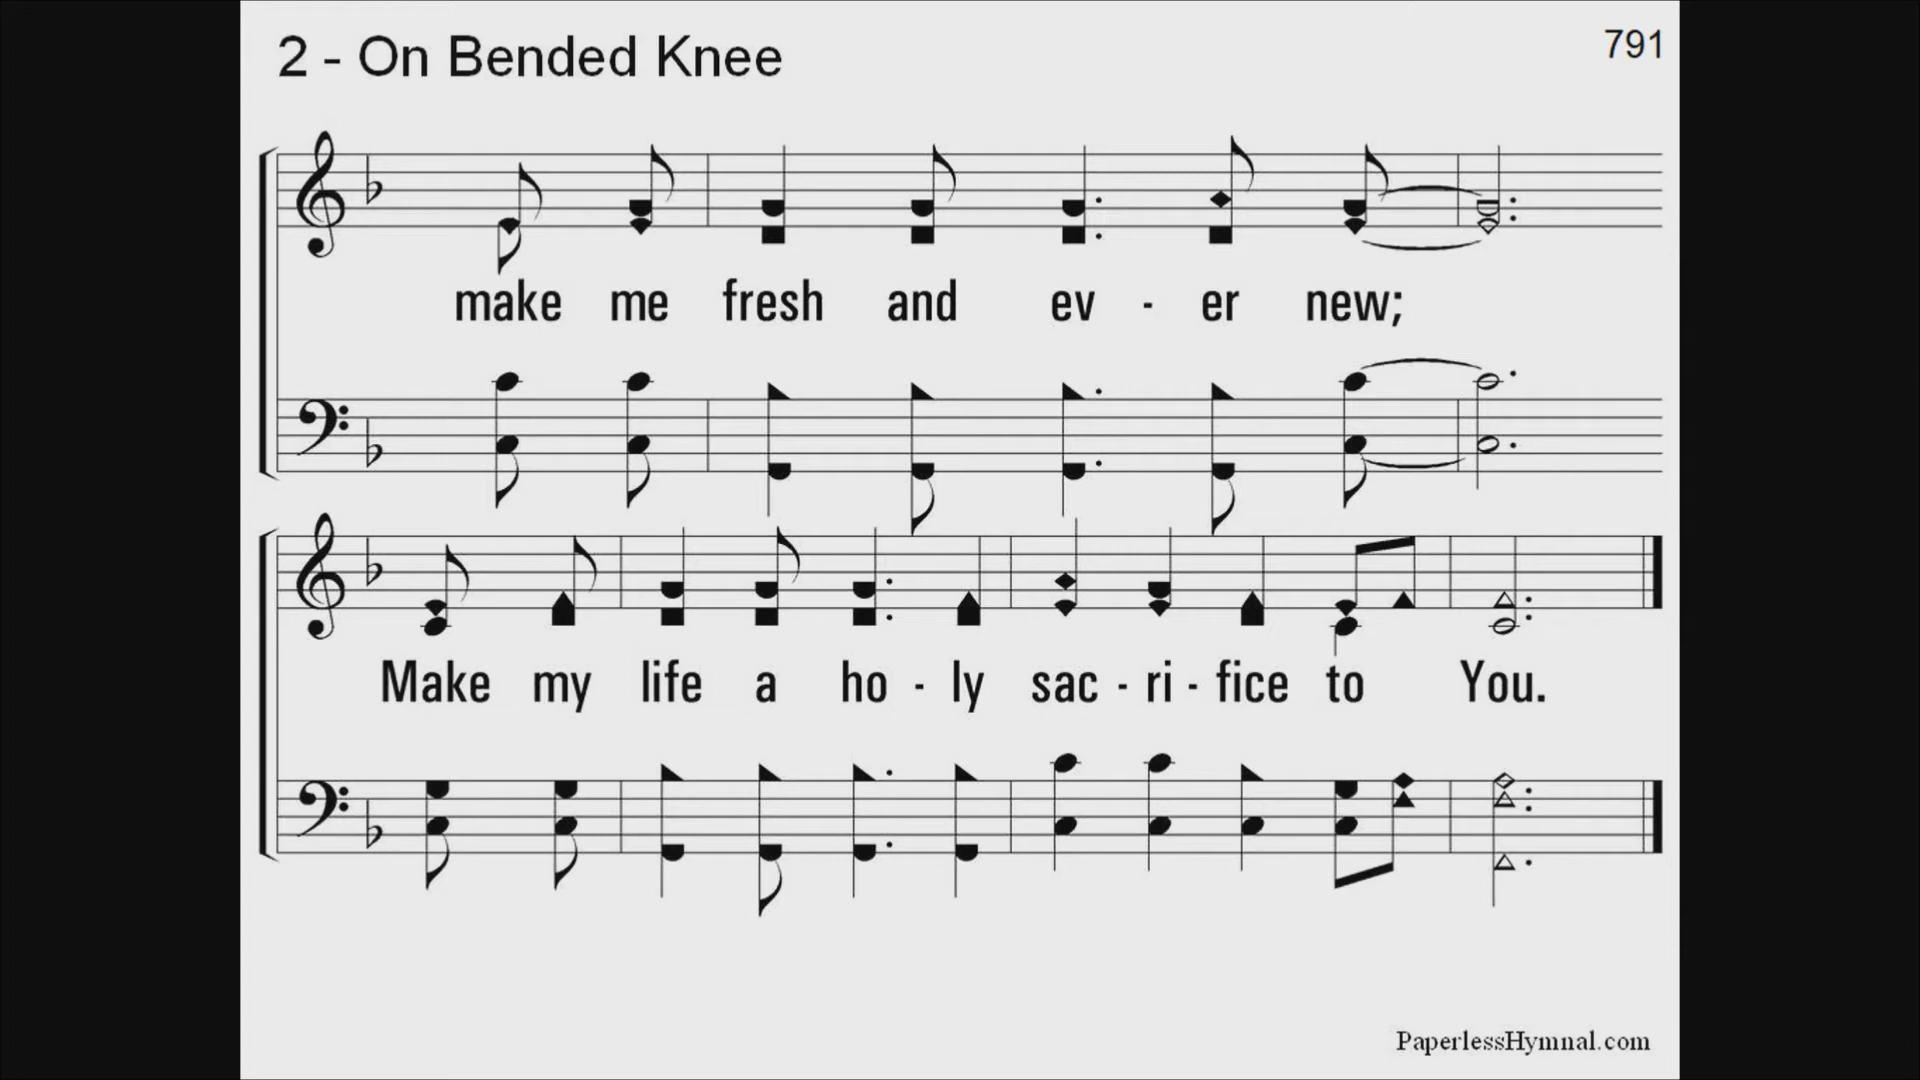 2 - On Bended Knee
791
make me fresh and ev - er new;
Make my life a ho - ly sac - ri - fice to You.
PaperlessHymnal.com